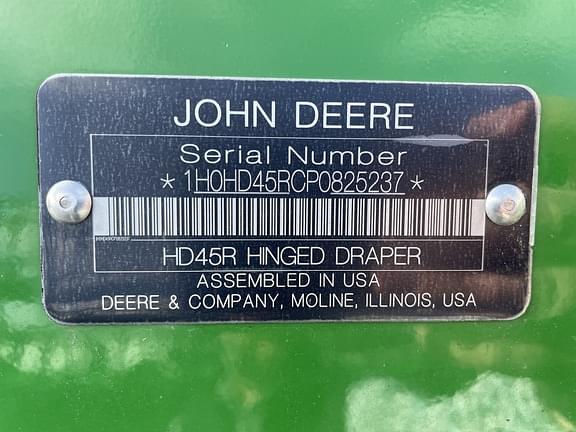 JOHN DEERE
Serial Number
*1H0HD45RCP0825237*
HD45R HINGED DRAPER
ASSEMBLED IN USA
DEERE & COMPANY, MOLINE, ILLINOIS, USA